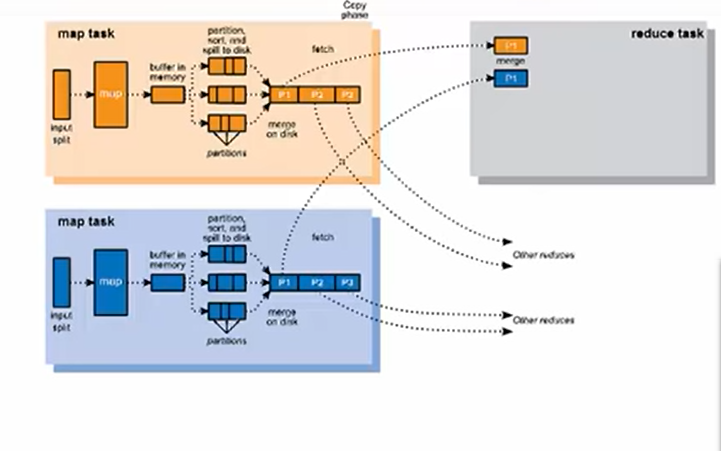 Copy
phase
map task
partition,
sort, and
spill to disk
fetch
buffer in
memory
map
P1 P2 P3
input
split
merge
on disk
partitions
reduce task
P1
merge
P1
map task
partition,
sort, and
spill to disk
fetch
buffer in
memory
map
P1 P2 P3
input
split
merge
on disk
partitions
Other reduces
Other reduces